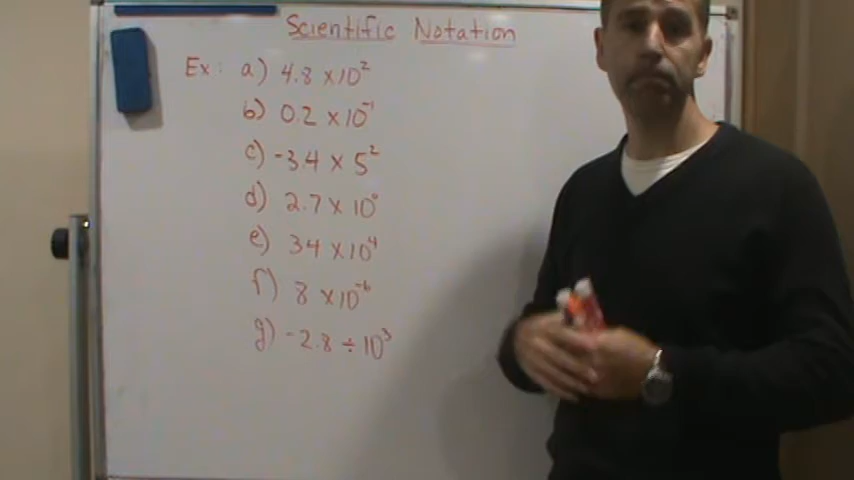 Scientific Notation
Ex: a) 4.8 × 10²
b) 0.2 × 10⁻¹
c) -3.4 × 5²
d) 2.7 × 10⁰
e) 34 × 10⁴
f) 8 × 10⁻⁶
g) -2.8 ÷ 10³